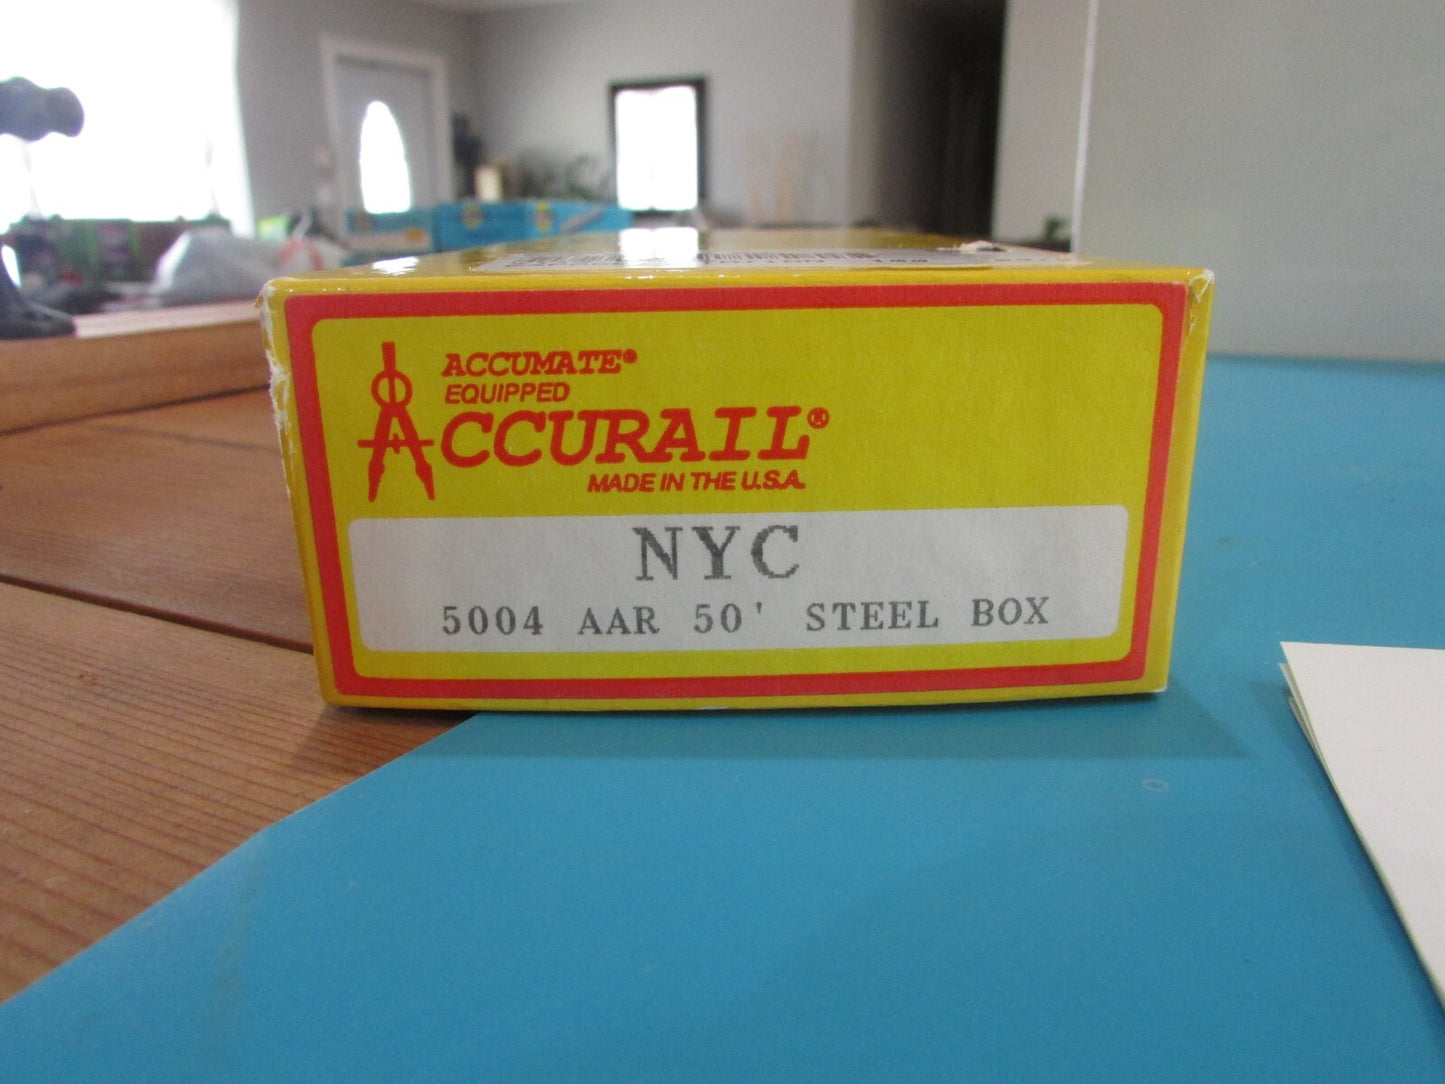 ACCUMATE®
EQUIPPED
ACCURAIL®
MADE IN THE U.S.A.
NYC
5004 AAR 50' STEEL BOX